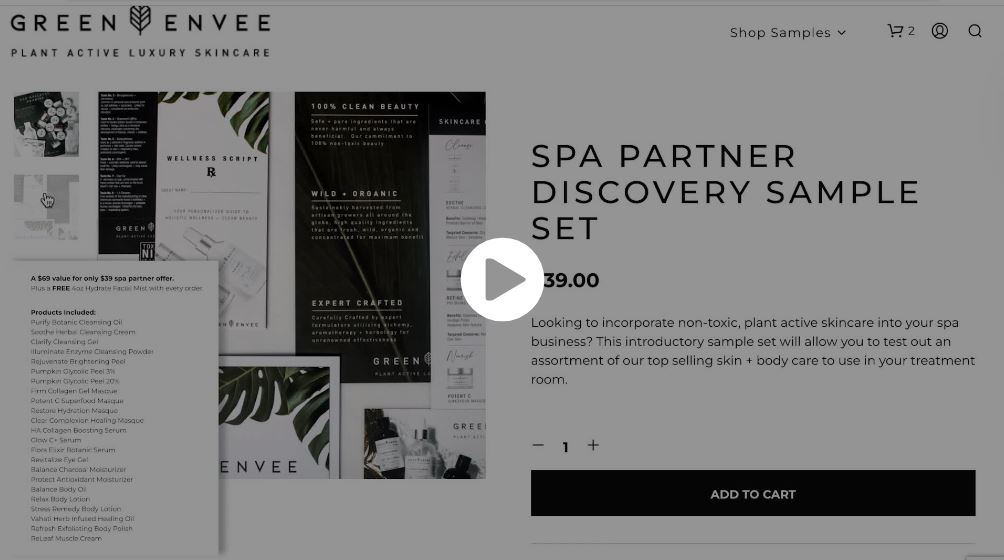 GREEN ENVEE
PLANT ACTIVE LUXURY SKINCARE
Shop Samples
2
WELLNESS SCRIPT
YOUR PERSONALIZED GUIDE TO
HOLISTIC WELLNESS + CLEAN BEAUTY
100% CLEAN BEAUTY
Safe + pure ingredients that are
never harmful and always
beneficial. Our commitment to
100% non-toxic beauty
WILD + ORGANIC
Sustainably harvested from
artisan growers all around the
globe, high quality ingredients
that are fresh, wild, organic and
concentrated for maximum benefit
EXPERT CRAFTED
Carefully Crafted by expert
formulators utilizing alchemy,
aromatherapy + herbology for
unrenowned effectiveness
GREEN
PLANT ACTIVE L
SKINCARE
Cleanse
SOOTHE
Nourish
POTENT C
GREE
ENVEE
SPA PARTNER
DISCOVERY SAMPLE
SET
39.00
Looking to incorporate non-toxic, plant active skincare into your spa
business? This introductory sample set will allow you to test out an
assortment of our top selling skin + body care to use in your treatment
room.
1
ADD TO CART
A $69 value for only $39 spa partner offer.
Plus a FREE 4oz Hydrate Facial Mist with every order.
Products Included:
Purify Botanic Cleansing Oil
Soothe Herbal Cleansing Cream
Clarify Cleansing Gel
Illuminate Enzyme Cleansing Powder
Rejuvenate Brightening Peel
Pumpkin Glycolic Peel 3%
Pumpkin Glycolic Peel 20%
Firm Collagen Gel Masque
Potent C Superfood Masque
Restore Hydration Masque
Clear Complexion Healing Masque
HA Collagen Boosting Serum
Glow C+ Serum
Flora Elixir Botanic Serum
Revitalize Eye Gel
Balance Charcoal Moisturizer
Protect Antioxidant Moisturizer
Balance Body Oil
Relax Body Lotion
Stress Remedy Body Lotion
Vahati Herb Infused Healing Oil
Refresh Exfoliating Body Polish
ReLeaf Muscle Cream